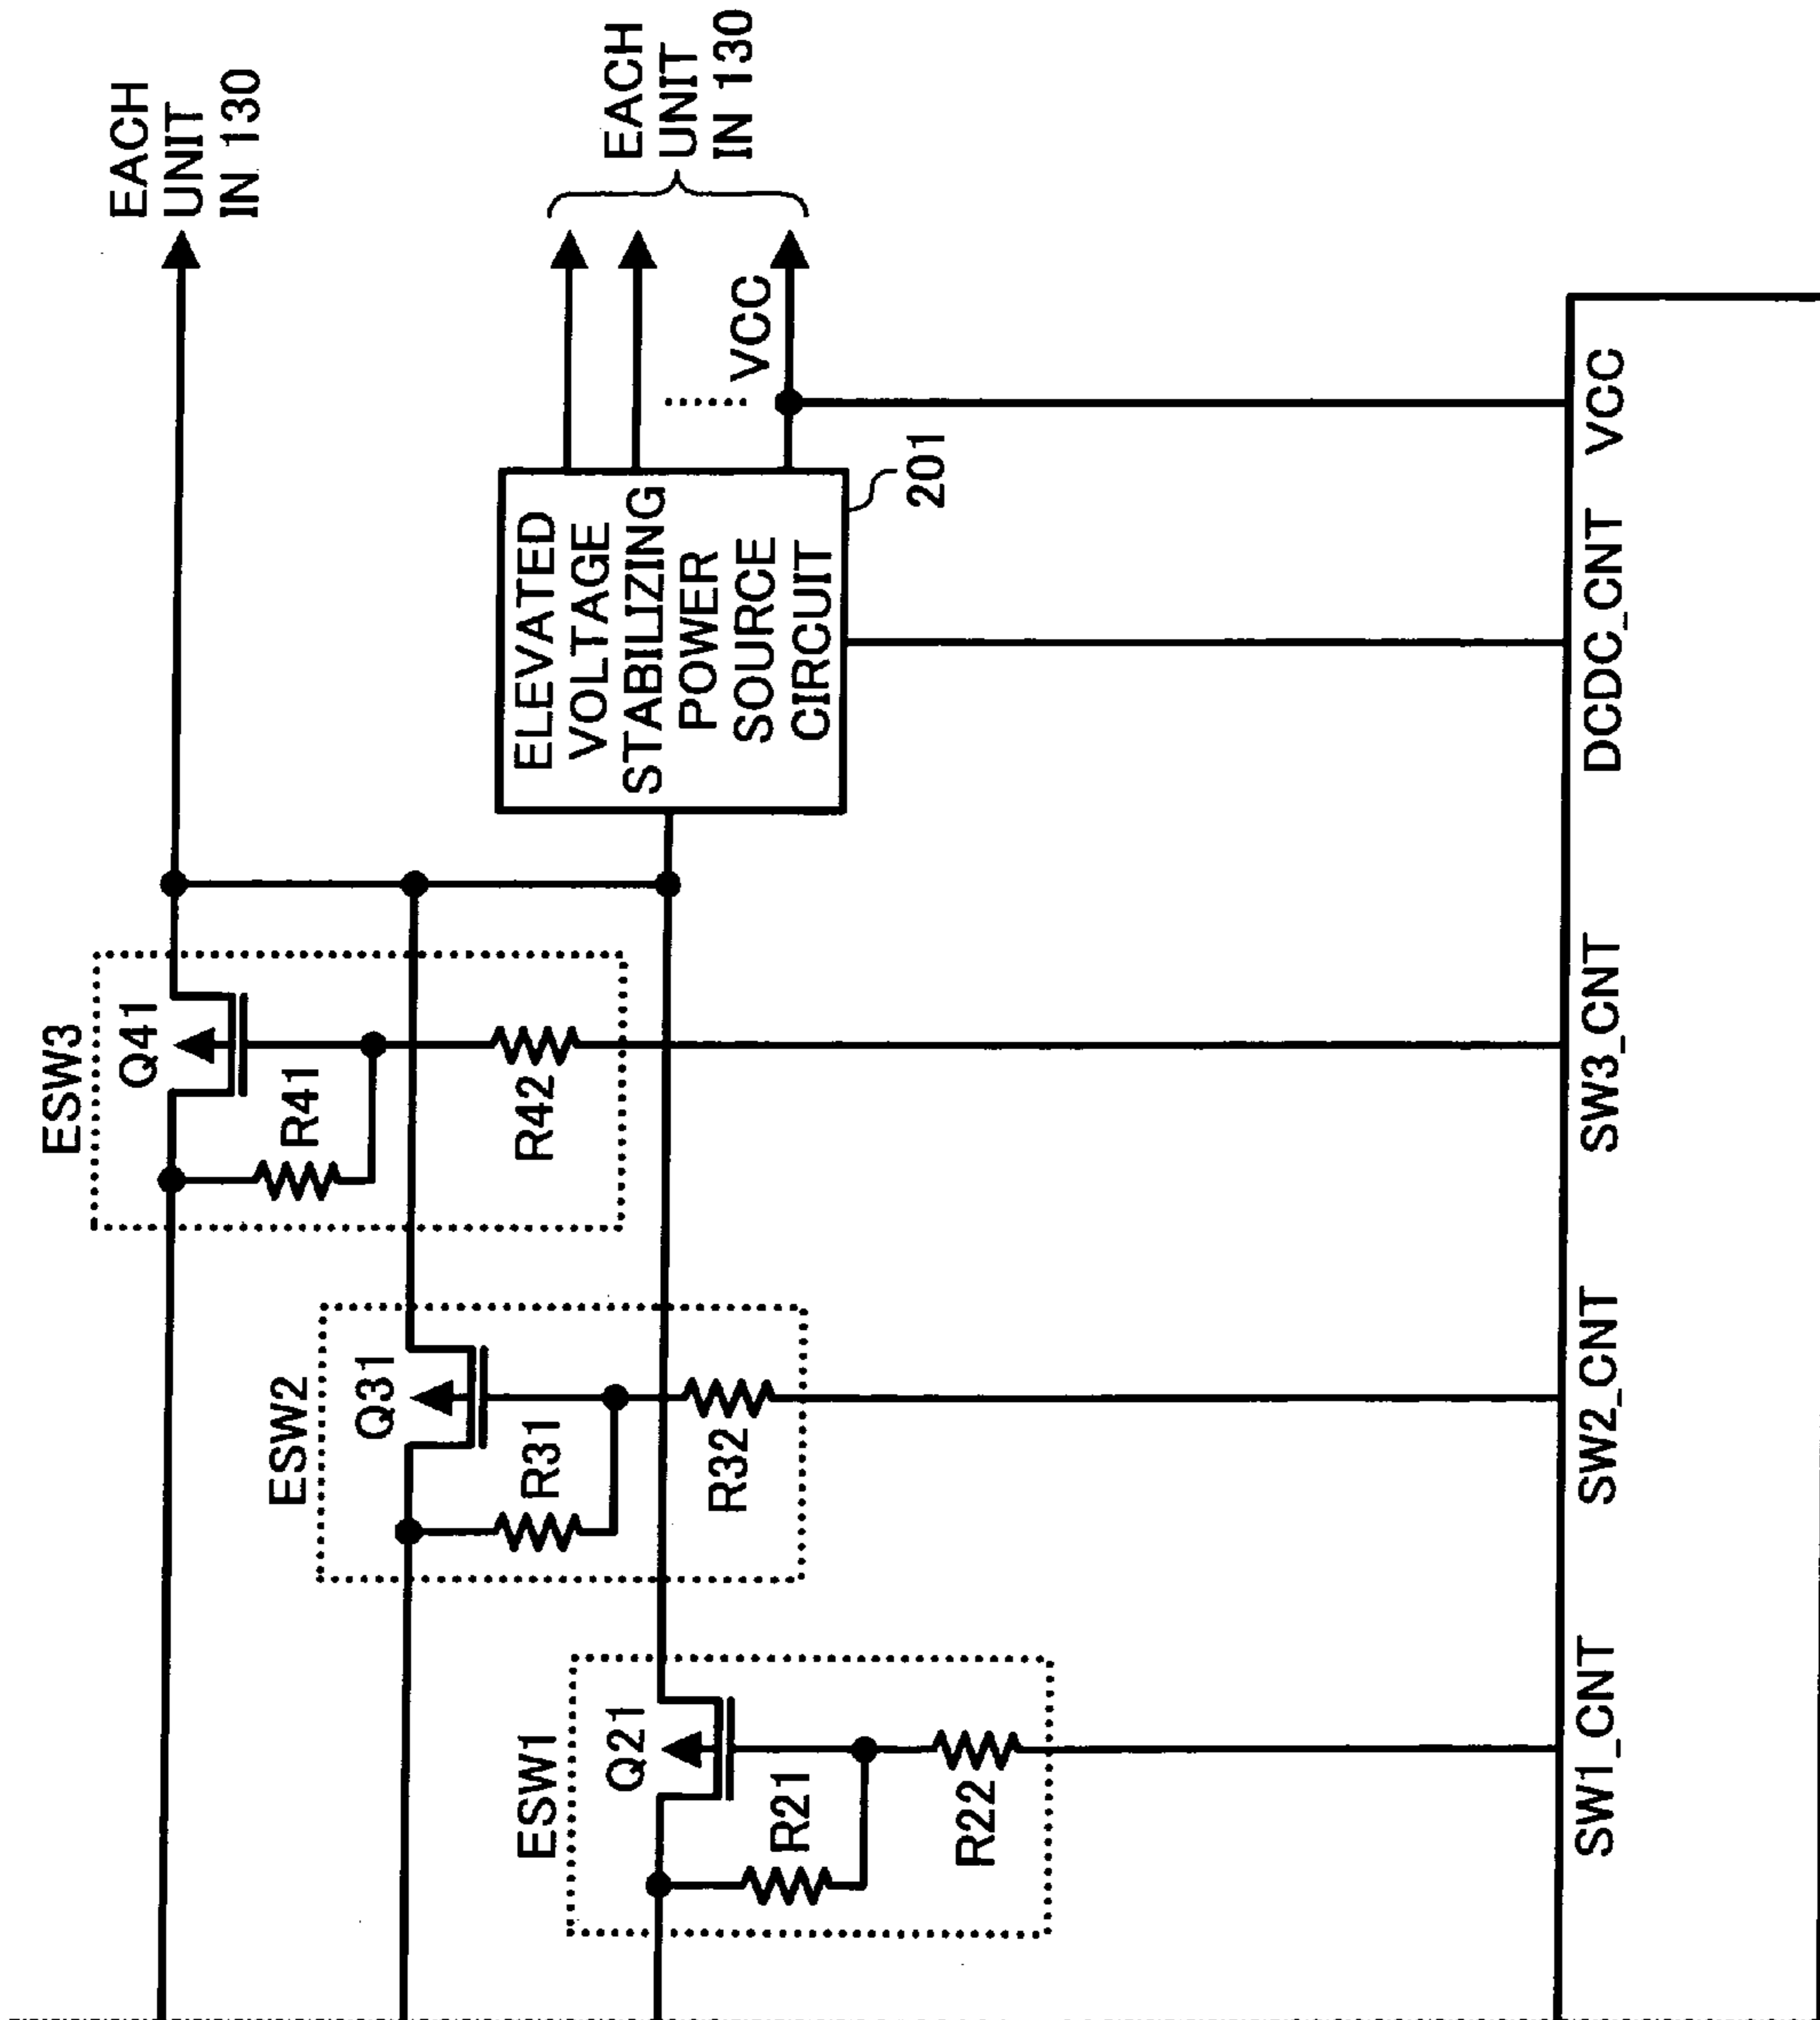 EACH
UNIT
IN 130
ESW3
Q41
R41
R42
EACH
UNIT
IN 130
ESW2
Q31
R31
R32
ELEVATED
VOLTAGE
STABILIZING
POWER
SOURCE
CIRCUIT
VCC
201
ESW1
Q21
R21
R22
SW1_CNT
SW2_CNT
SW3_CNT
DCDC_CNT
VCC